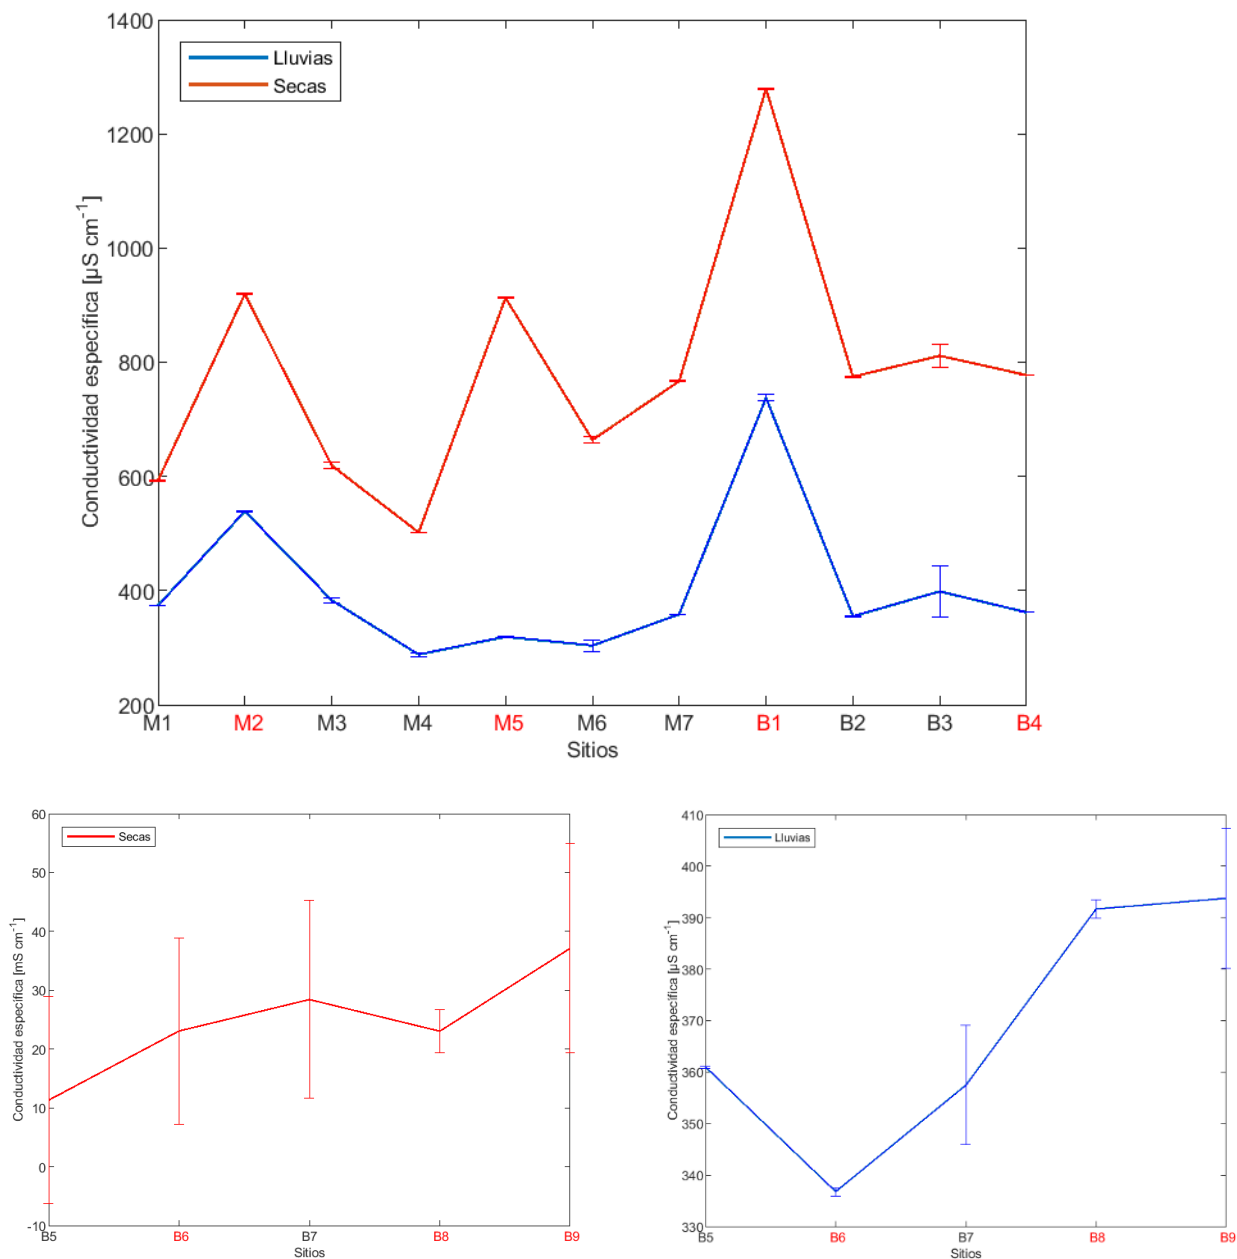 1400
1200
1000
800
600
400
200
Conductividad específica [µS cm⁻¹]
Lluvias
Secas
M1 M2 M3 M4 M5 M6 M7 B1 B2 B3 B4
Sitios
60
50
40
30
20
10
0
-10
Conductividad específica [mS cm⁻¹]
Secas
B5 B6 B7 B8 B9
Sitios
410
400
390
380
370
360
350
340
330
Conductividad específica [µS cm⁻¹]
Lluvias
B5 B6 B7 B8 B9
Sitios